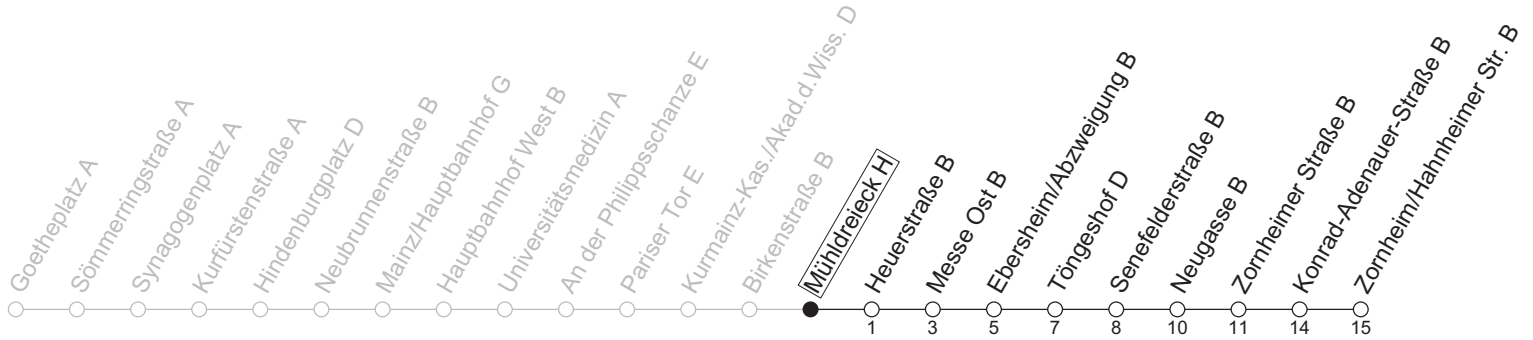 Goetheplatz A
Sömmerringstraße A
Synagogenplatz A
Kurfürstenstraße A
Hindenburgplatz D
Neubrunnenstraße B
Mainz/Hauptbahnhof G
Hauptbahnhof West B
Universitätsmedizin A
An der Philippsschanze E
Pariser Tor E
Kurmainz-Kas./Akad.d.Wiss. D
Birkenstraße B
Mühldreieck H
Heuerstraße B
Messe Ost B
Ebersheim/Abzweigung B
Töngeshof D
Senefelderstraße B
Neugasse B
Zornheimer Straße B
Konrad-Adenauer-Straße B
Zornheim/Hahnheimer Str. B
1 3 5 7 8 10 11 14 15